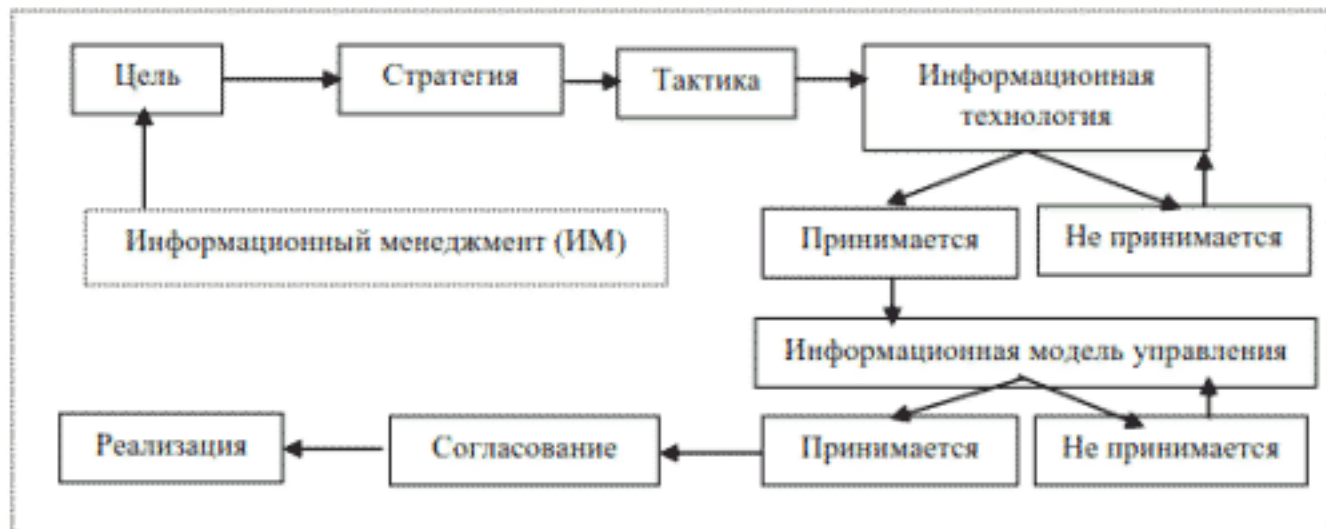 Цель
Стратегия
Тактика
Информационная
технология
Информационный менеджмент (ИМ)
Принимается
Не принимается
Информационная модель управления
Реализация
Согласование
Принимается
Не принимается